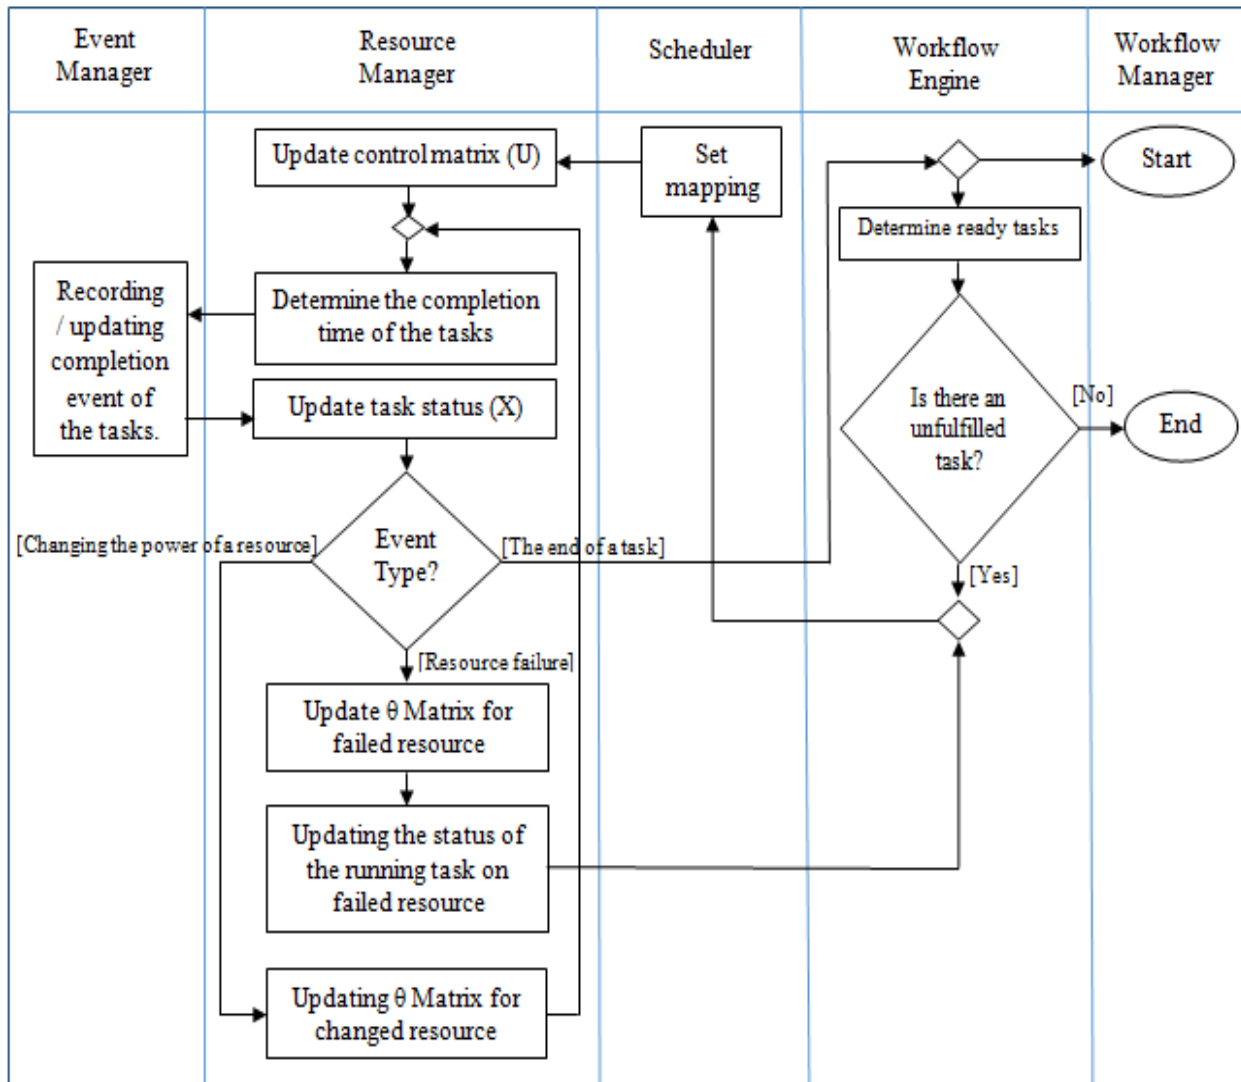 Event
Manager
Resource
Manager
Scheduler
Workflow
Engine
Workflow
Manager
Update control matrix (U)
Set
mapping
Start
Determine ready tasks
Recording
/ updating
completion
event of
the tasks.
Determine the completion
time of the tasks
Update task status (X)
Is there an
unfulfilled
task?
[No]
End
[Changing the power of a resource]
Event
Type?
[The end of a task]
[Yes]
[Resource failure]
Update θ Matrix for
failed resource
Updating the status of
the running task on
failed resource
Updating θ Matrix for
changed resource